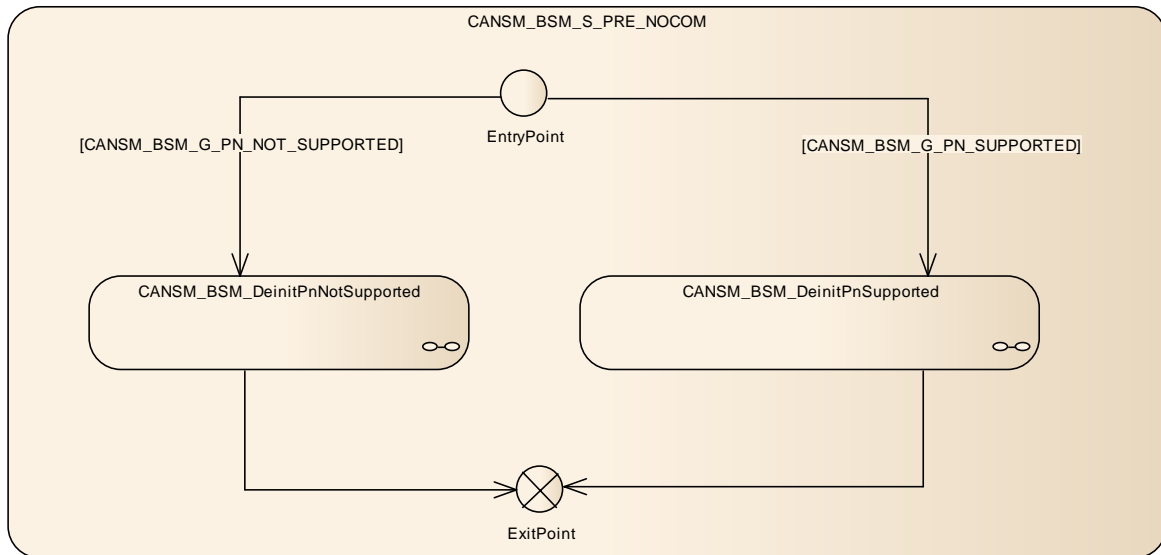 CANSM_BSM_S_PRE_NOCOM
EntryPoint
[CANSM_BSM_G_PN_NOT_SUPPORTED]
[CANSM_BSM_G_PN_SUPPORTED]
CANSM_BSM_DeinitPnNotSupported
CANSM_BSM_DeinitPnSupported
ExitPoint